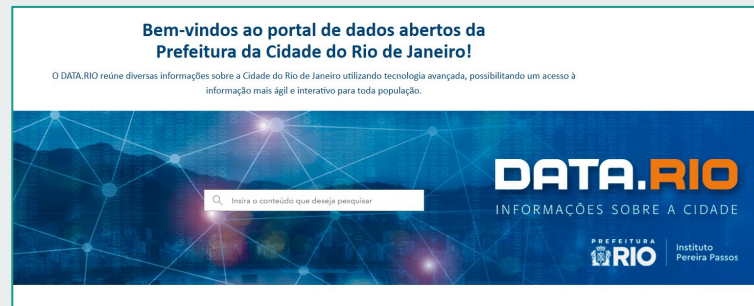 Bem-vindos ao portal de dados abertos da
Prefeitura da Cidade do Rio de Janeiro!
O DATA.RIO reúne diversas informações sobre a Cidade do Rio de Janeiro utilizando tecnologia avançada, possibilitando um acesso à
informação mais ágil e interativo para toda população.
Insira o conteúdo que deseja pesquisar
DATA.RIO
INFORMAÇÕES SOBRE A CIDADE
PREFEITURA
RIO
Instituto
Pereira Passos